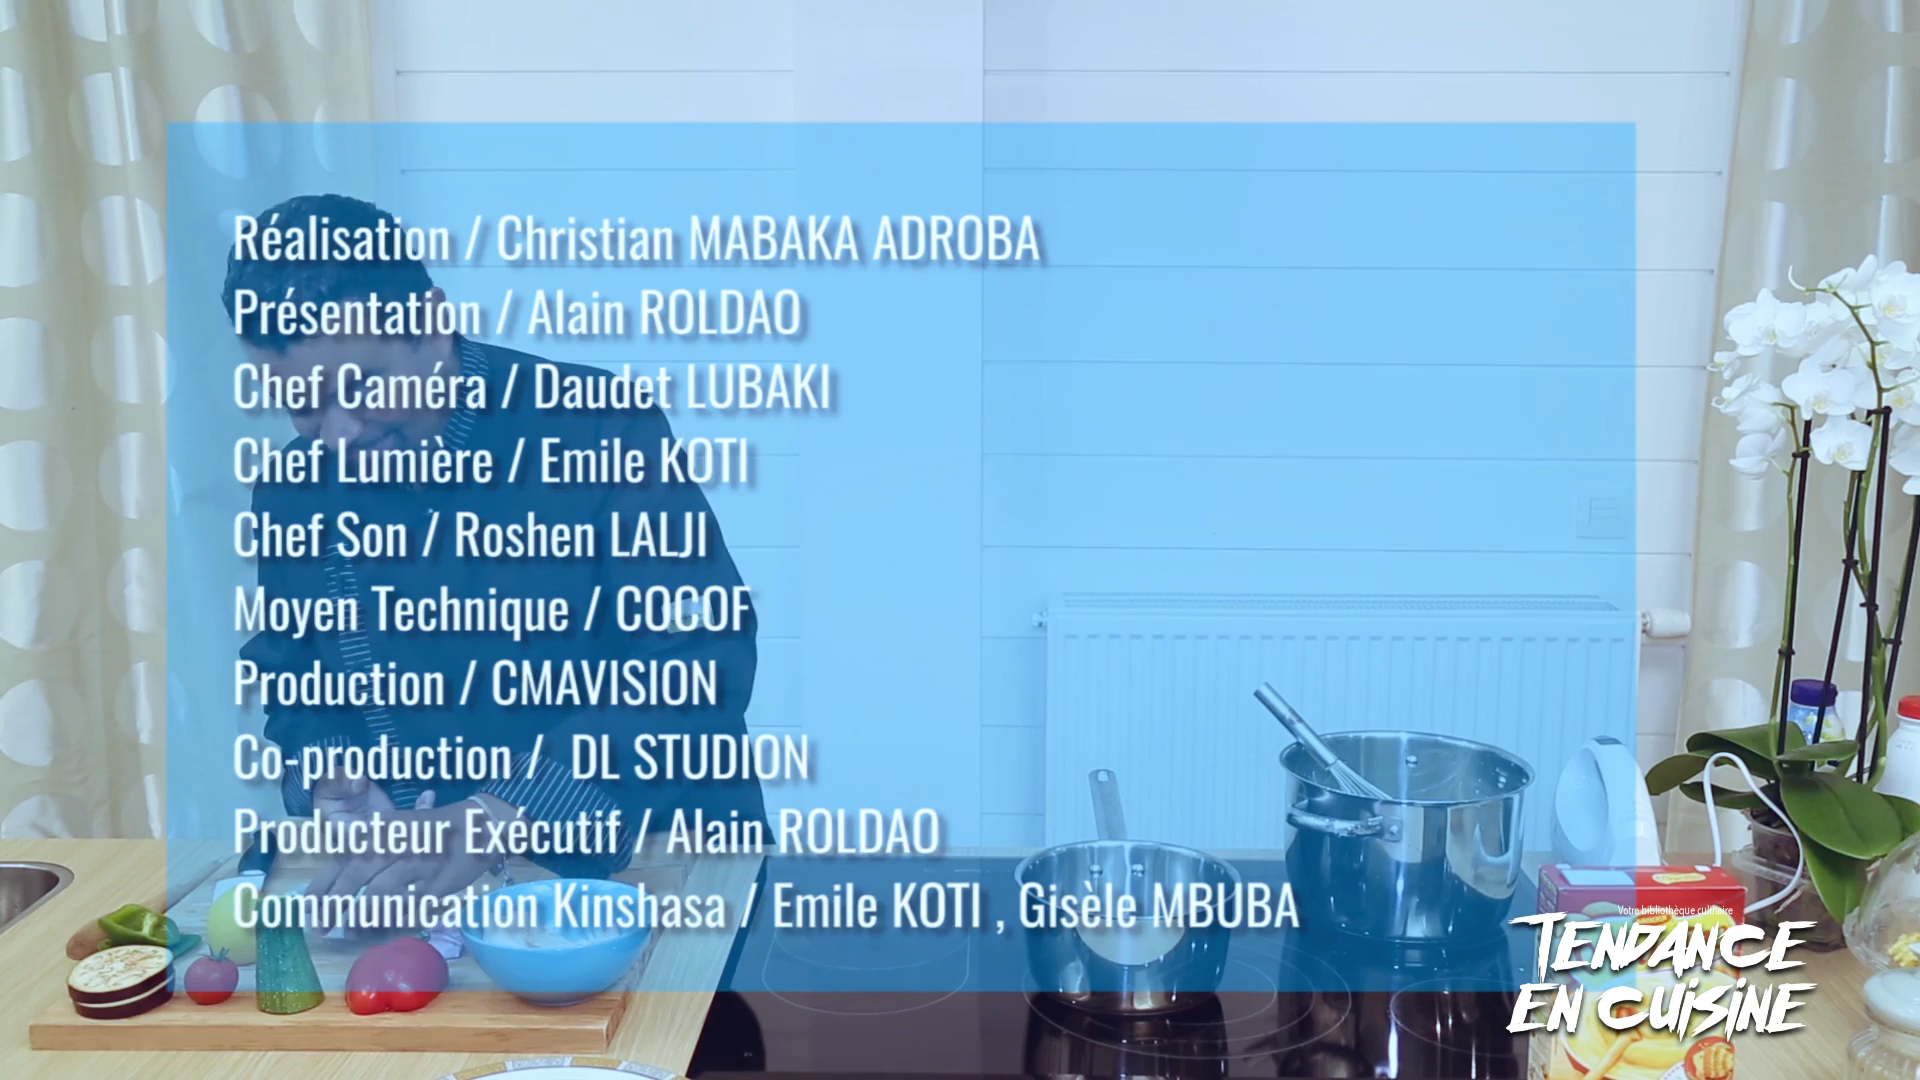 Réalisation / Christian MABAKA ADROBA
Présentation / Alain ROLDAO
Chef Caméra / Daudet LUBAKI
Chef Lumière / Emile KOTI
Chef Son / Roshen LALJI
Moyen Technique / COCOF
Production / CMAVISION
Co-production / DL STUDION
Producteur Exécutif / Alain ROLDAO
Communication Kinshasa / Emile KOTI , Gisèle MBUBA
Votre bibliothèque culinaire
TENDANCE
EN CUISINE